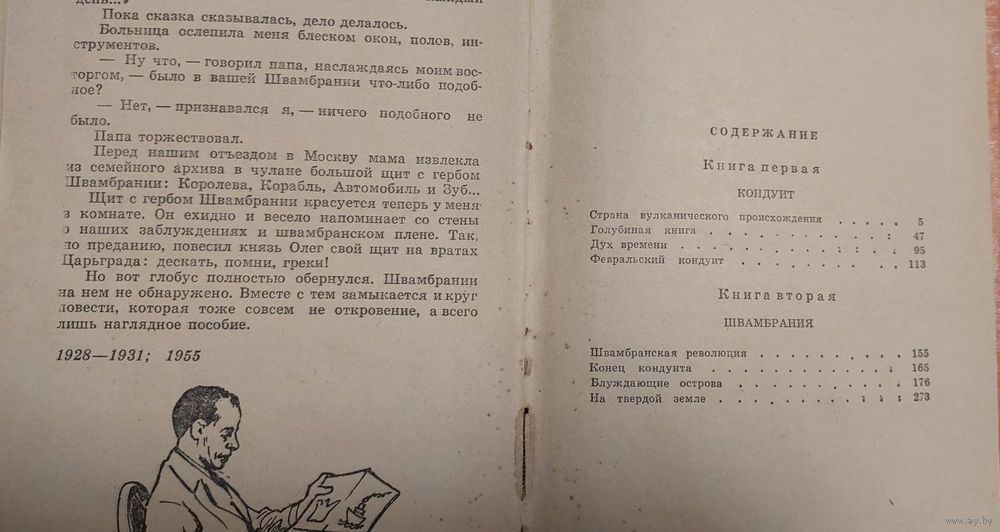 день...»
Пока сказка сказывалась, дело делалось.
Больница ослепила меня блеском окон, полов, ин-
струментов.
— Ну что, — говорил папа, наслаждаясь моим вос-
торгом, — было в вашей Швамбрании что-либо подоб-
ное?
— Нет, — признавался я, — ничего подобного не
было.
Папа торжествовал.
Перед нашим отъездом в Москву мама извлекла
из семейного архива в чулане большой щит с гербом
Швамбрании: Королева, Корабль, Автомобиль и Зуб...
Щит с гербом Швамбрании красуется теперь у меня
в комнате. Он ехидно и весело напоминает со стены
о наших заблуждениях и швамбранском плене. Так,
по преданию, повесил князь Олег свой щит на вратах
Царьграда: дескать, помни, греки!
Но вот глобус полностью обернулся. Швамбрании
на нем не обнаружено. Вместе с тем замыкается и круг
повести, которая тоже совсем не откровение, а всего
лишь наглядное пособие.
1928—1931; 1955
СОДЕРЖАНИЕ
Книга первая
КОНДУИТ
Страна вулканического происхождения . . . . . 5
Голубиная книга . . . . . . . . . . . 47
Дух времени . . . . . . . . . . . . . 95
Февральский кондуит . . . . . . . . . 113
Книга вторая
ШВАМБРАНИЯ
Швамбранская революция . . . . . . . . . . 155
Конец кондуита . . . . . . . . . . . . 165
Блуждающие острова . . . . . . . . . . . 176
На твердой земле . . . . . . . . . . . 273
www.ay.by